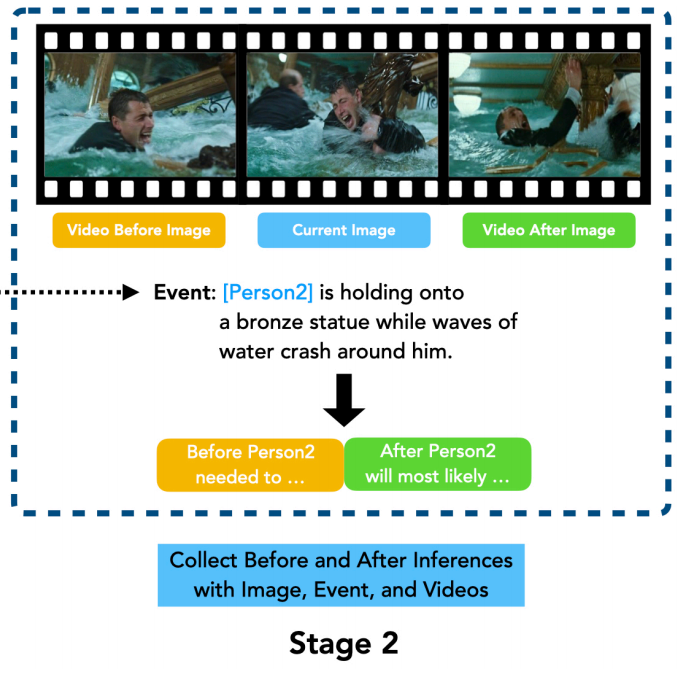 Video Before Image
Current Image
Video After Image
Event: [Person2] is holding onto
a bronze statue while waves of
water crash around him.
Before Person2
needed to …
After Person2
will most likely …
Collect Before and After Inferences
with Image, Event, and Videos
Stage 2